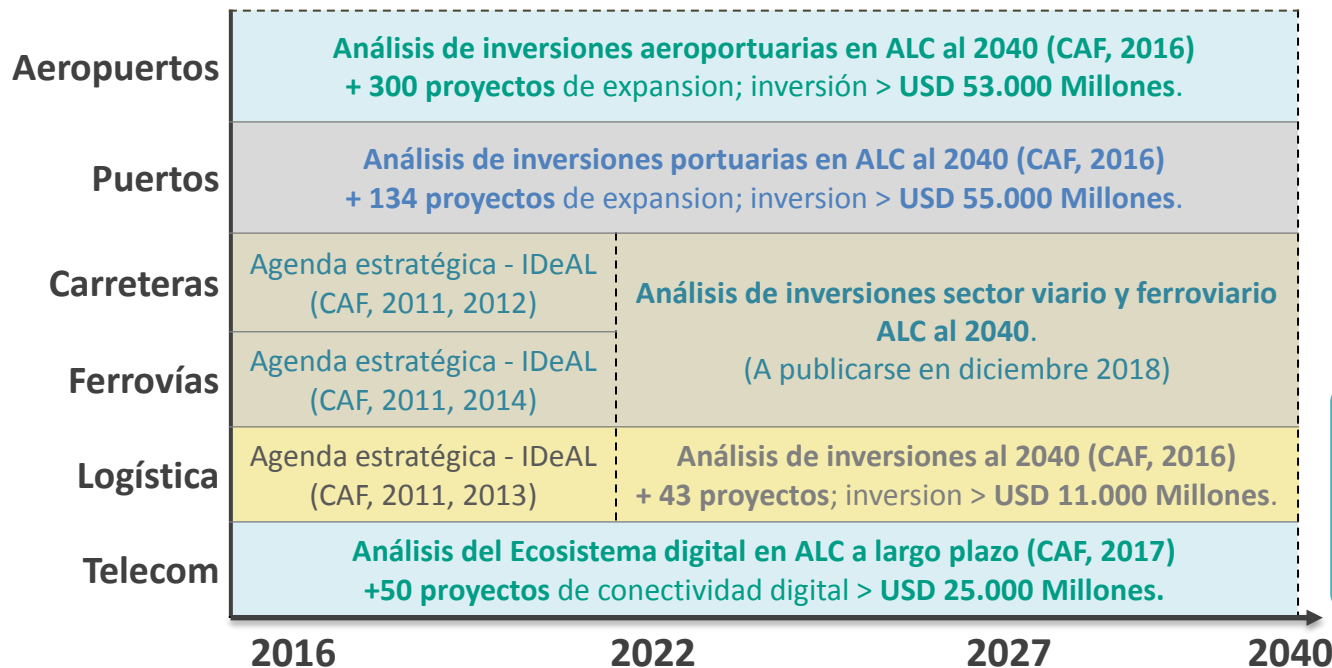 Aeropuertos
Análisis de inversiones aeroportuarias en ALC al 2040 (CAF, 2016)
+ 300 proyectos de expansion; inversión > USD 53.000 Millones.
Puertos
Análisis de inversiones portuarias en ALC al 2040 (CAF, 2016)
+ 134 proyectos de expansion; inversion > USD 55.000 Millones.
Carreteras
Agenda estratégica - IDeAL
(CAF, 2011, 2012)
Ferrovías
Agenda estratégica - IDeAL
(CAF, 2011, 2014)
Análisis de inversiones sector viario y ferroviario
ALC al 2040.
(A publicarse en diciembre 2018)
Logística
Agenda estratégica - IDeAL
(CAF, 2011, 2013)
Análisis de inversiones al 2040 (CAF, 2016)
+ 43 proyectos; inversion > USD 11.000 Millones.
Telecom
Análisis del Ecosistema digital en ALC a largo plazo (CAF, 2017)
+50 proyectos de conectividad digital > USD 25.000 Millones.
2016 2022 2027 2040